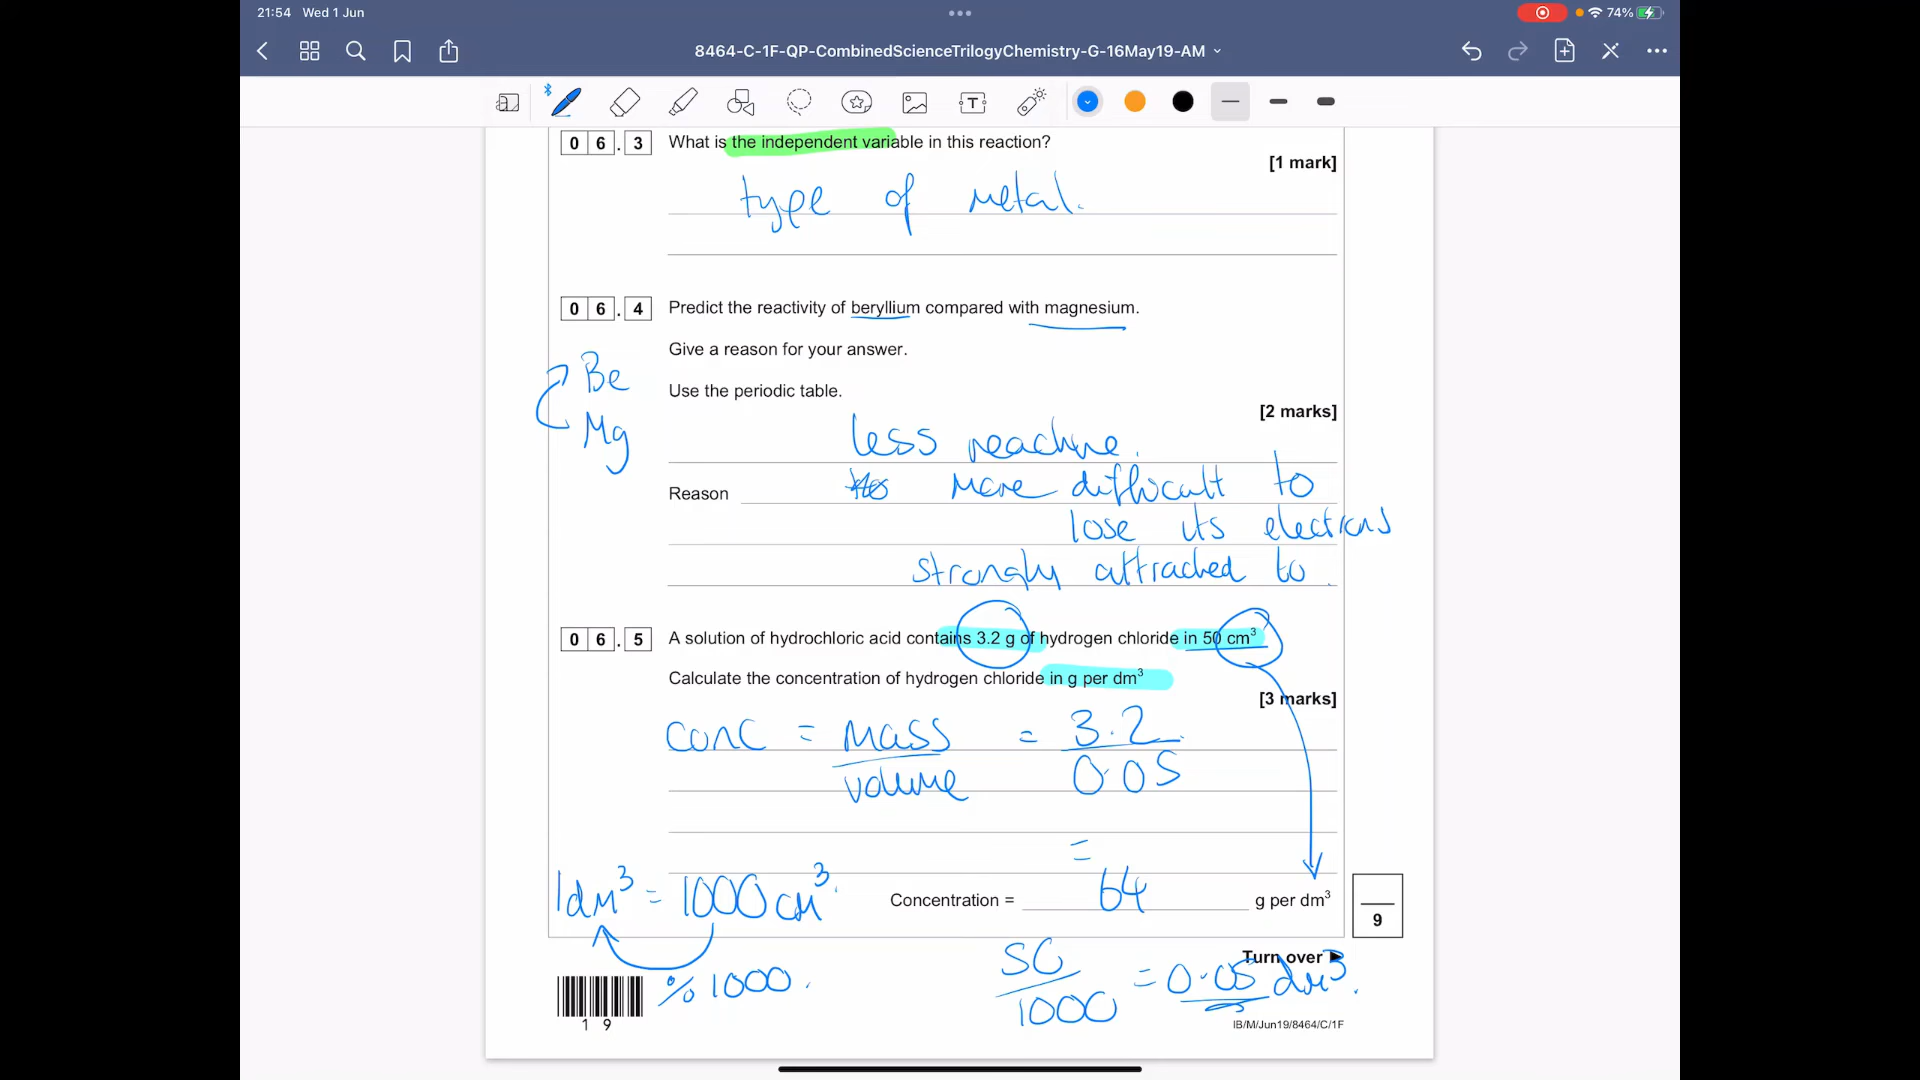 21:54 Wed 1 Jun
74%
8464-C-1F-QP-CombinedScienceTrilogyChemistry-G-16May19-AM
0 6 . 3 What is the independent variable in this reaction?
[1 mark]
type of metal.
0 6 . 4 Predict the reactivity of beryllium compared with magnesium.
Give a reason for your answer.
Be
Use the periodic table.
[2 marks]
Mg
less reactive.
Reason more difficult to
lose its electrons
strongly attracted to
0 6 . 5 A solution of hydrochloric acid contains 3.2 g of hydrogen chloride in 50 cm³
Calculate the concentration of hydrogen chloride in g per dm³
[3 marks]
conc = mass = 3.2
volume 0.05
=
1dm³ = 1000cm³.
Concentration = 64 g per dm³
9
Turn over ►
50
= 0.05 dm³.
% 1000.
1000
1 9
IB/M/Jun19/8464/C/1F